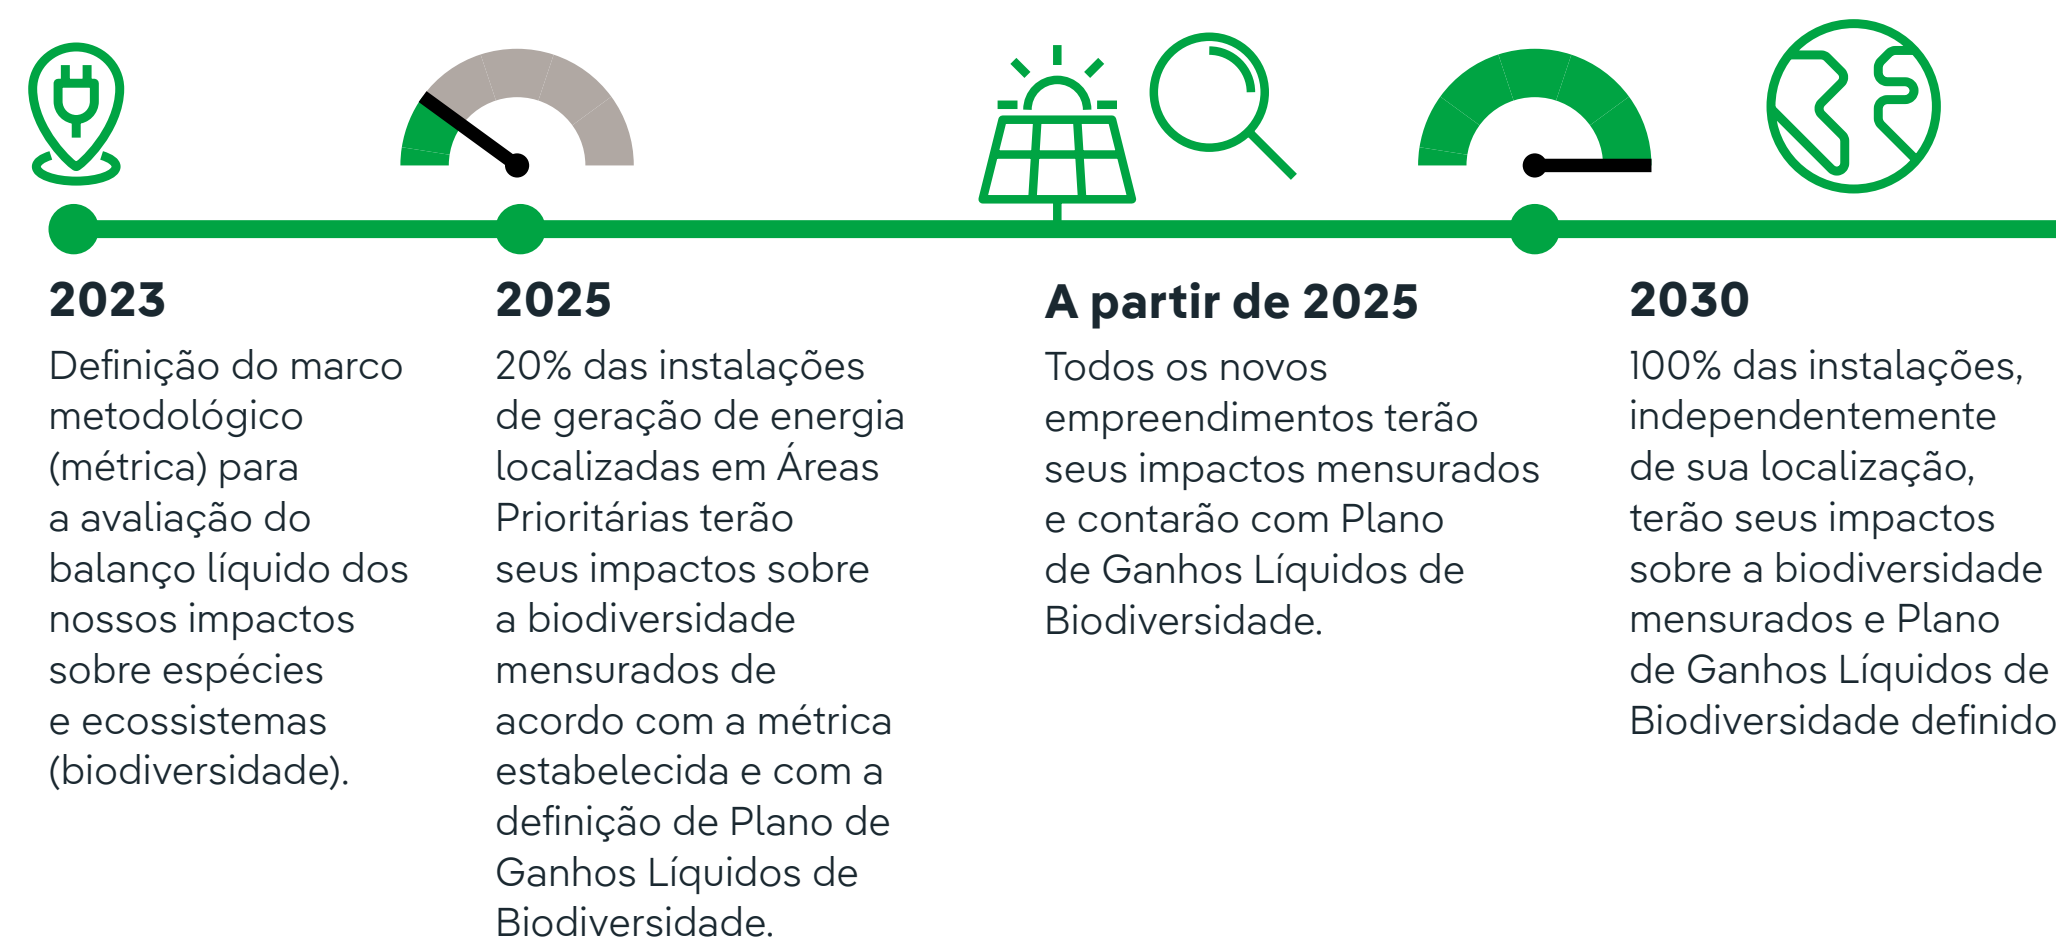 2023
Definição do marco
metodológico
(métrica) para
a avaliação do
balanço líquido dos
nossos impactos
sobre espécies
e ecossistemas
(biodiversidade).
2025
20% das instalações
de geração de energia
localizadas em Áreas
Prioritárias terão
seus impactos sobre
a biodiversidade
mensurados de
acordo com a métrica
estabelecida e com a
definição de Plano de
Ganhos Líquidos de
Biodiversidade.
A partir de 2025
Todos os novos
empreendimentos terão
seus impactos mensurados
e contarão com Plano
de Ganhos Líquidos de
Biodiversidade.
2030
100% das instalações,
independentemente
de sua localização,
terão seus impactos
sobre a biodiversidade
mensurados e Plano
de Ganhos Líquidos de
Biodiversidade definido